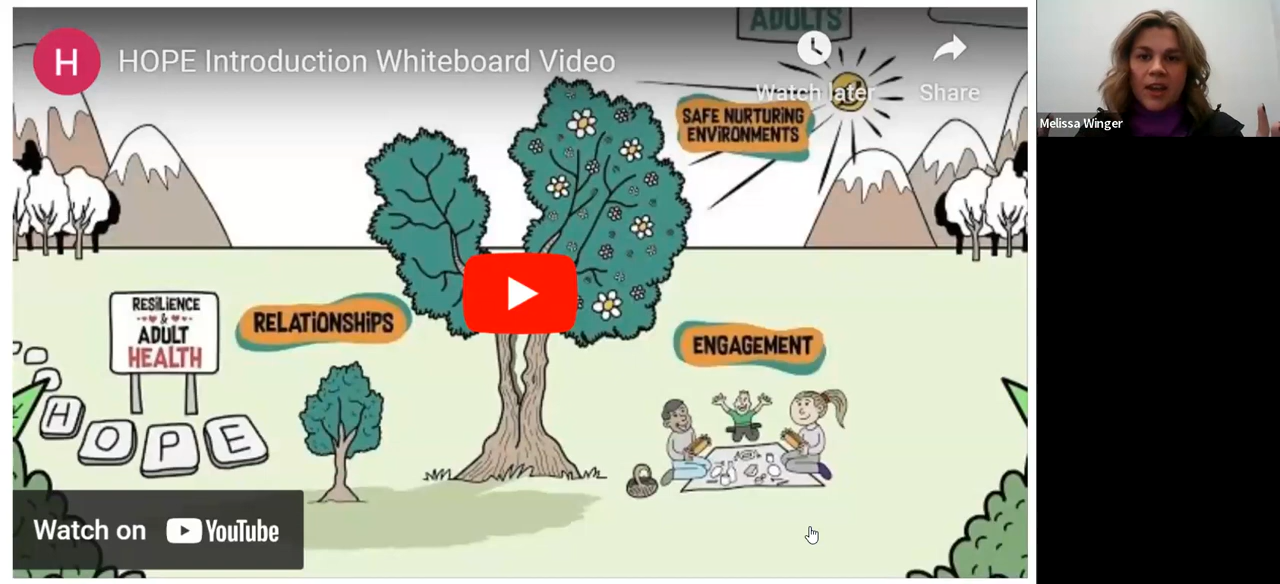 ADULTS
H
HOPE Introduction Whiteboard Video
Watch later
Share
SAFE NURTURING
ENVIRONMENTS
RESILIENCE
&
ADULT
HEALTH
RELATIONSHIPS
ENGAGEMENT
HOPE
Watch on YouTube
Melissa Winger